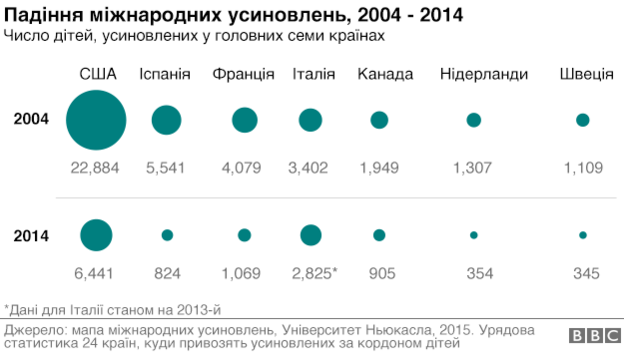 Падіння міжнародних усиновлень, 2004 - 2014
Число дітей, усиновлених у головних семи країнах
США Іспанія Франція Італія Канада Нідерланди Швеція
2004
22,884 5,541 4,079 3,402 1,949 1,307 1,109
2014
6,441 824 1,069 2,825* 905 354 345
*Дані для Італії станом на 2013-й
Джерело: мапа міжнародних усиновлень, Університет Ньюкасла, 2015. Урядова
статистика 24 країн, куди привозять усиновлених за кордоном дітей
BBC